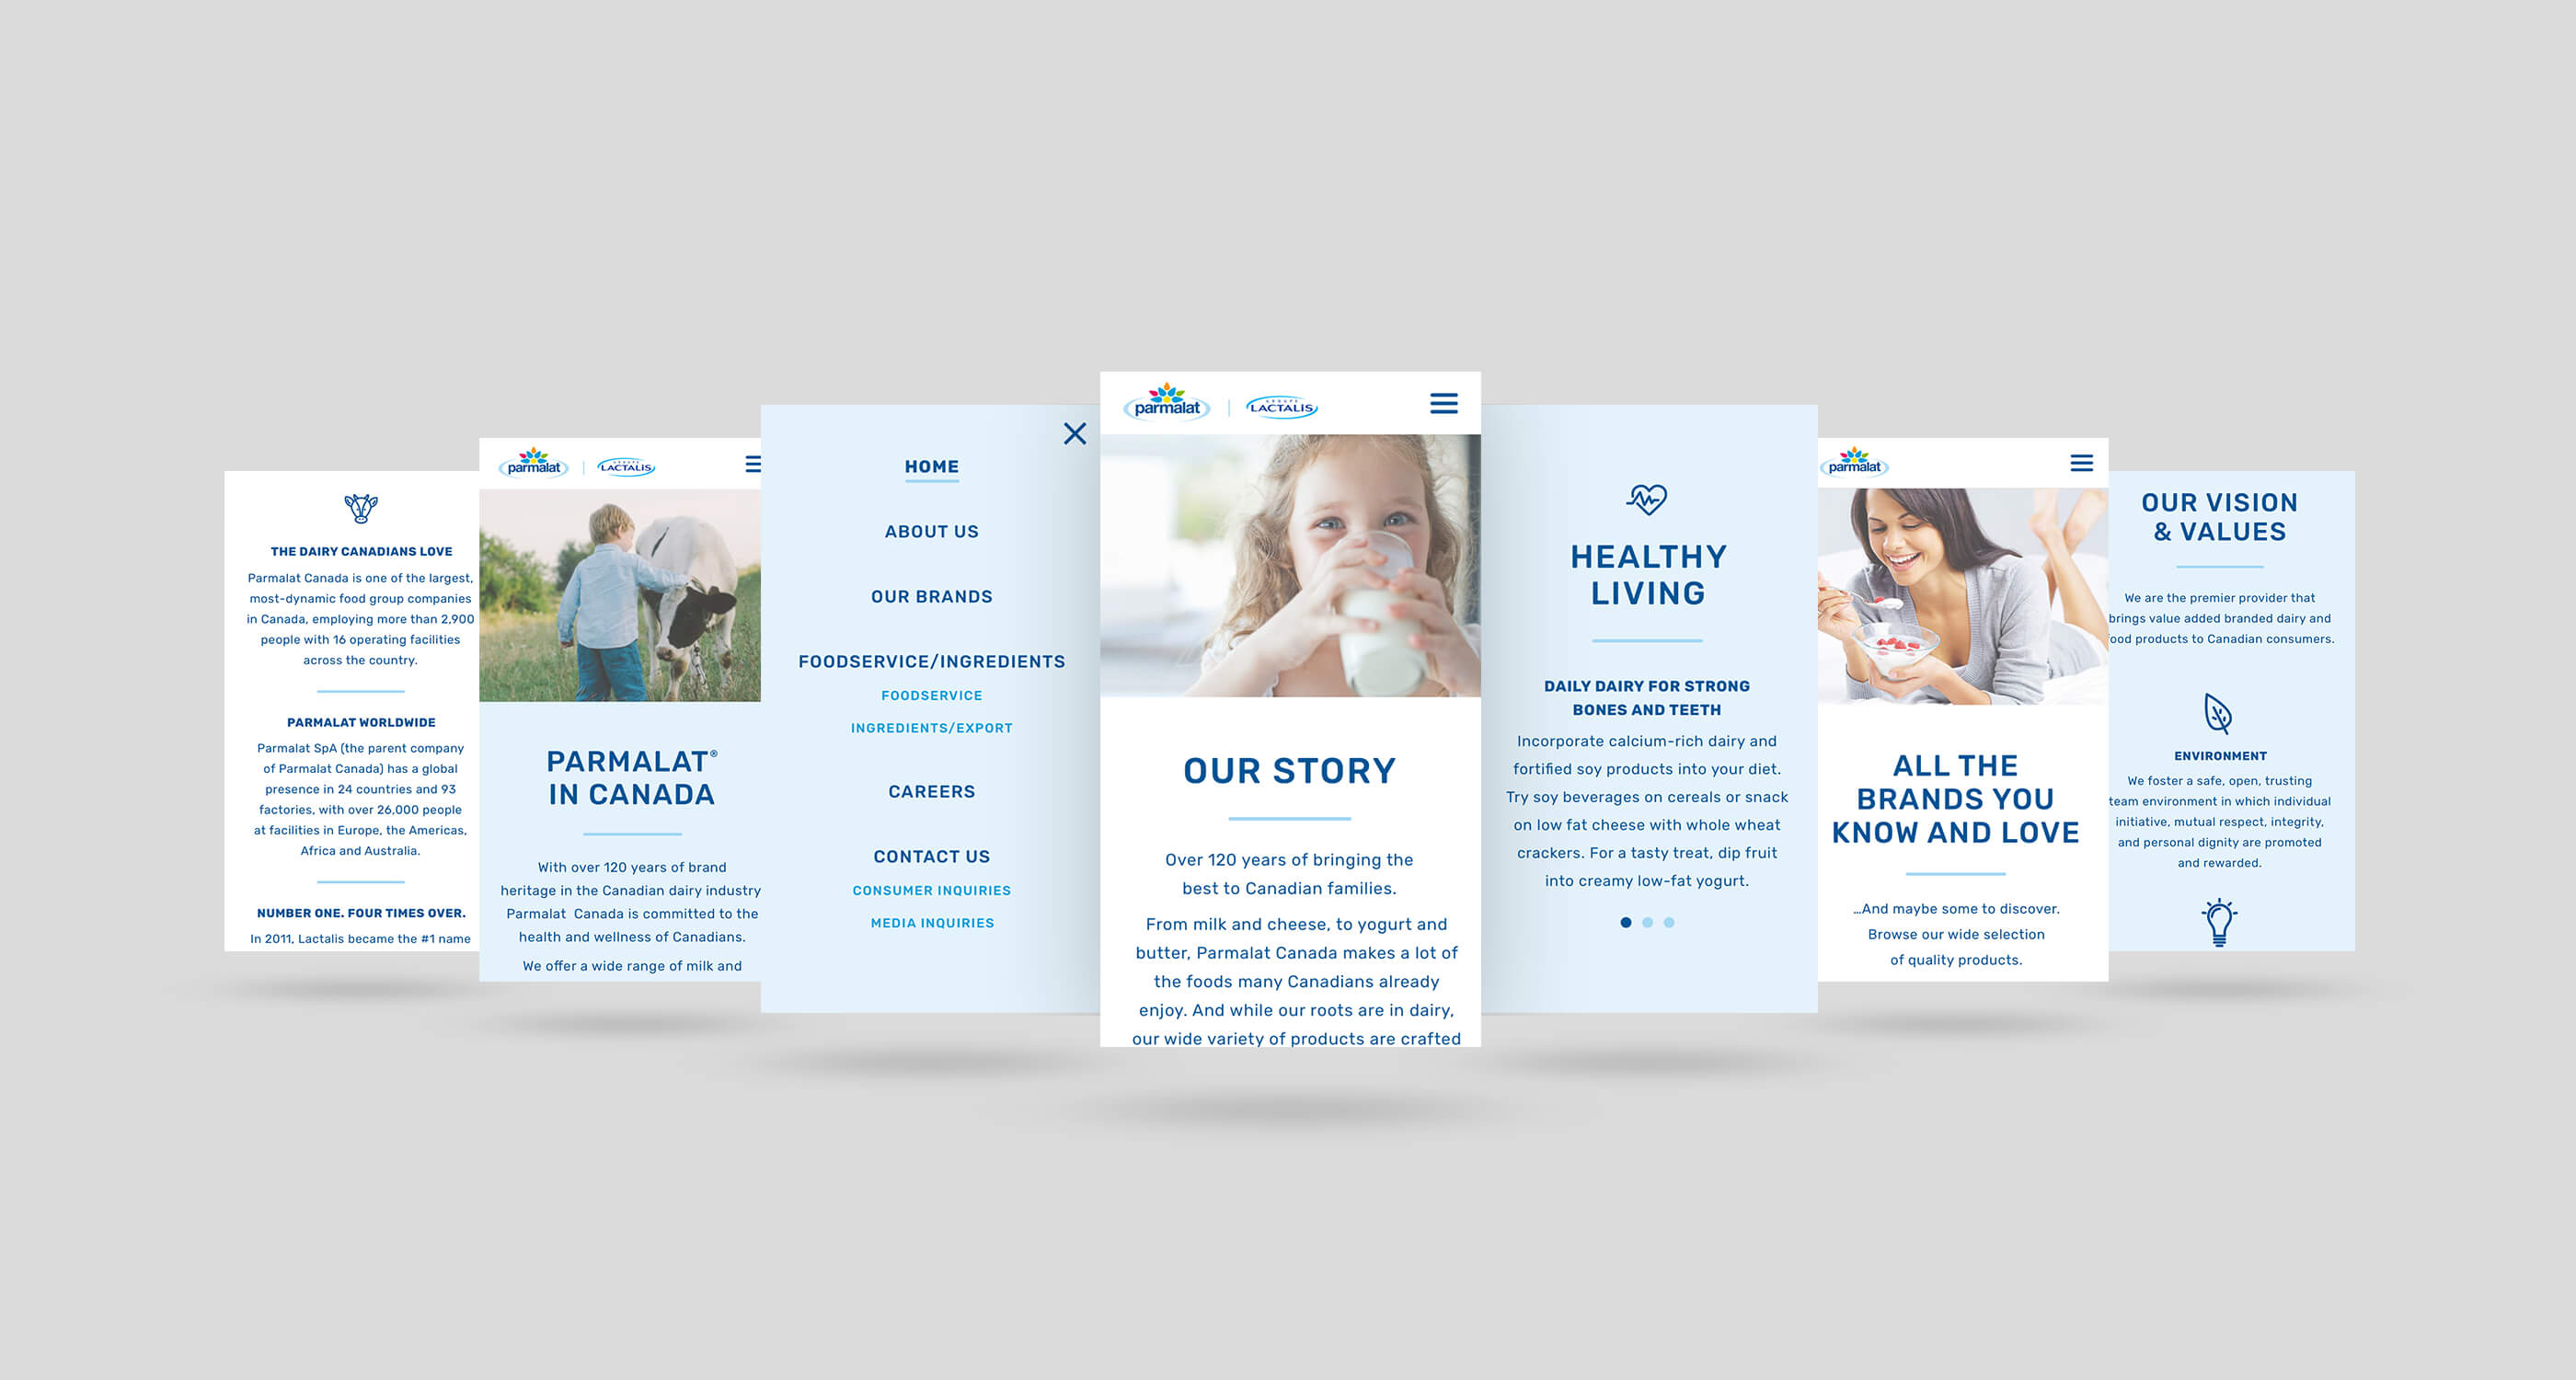 THE DAIRY CANADIANS LOVE
Parmalat Canada is one of the largest,
most-dynamic food group companies
in Canada, employing more than 2,900
people with 16 operating facilities
across the country.
PARMALAT WORLDWIDE
Parmalat SpA (the parent company
of Parmalat Canada) has a global
presence in 24 countries and 93
factories, with over 26,000 people
at facilities in Europe, the Americas,
Africa and Australia.
NUMBER ONE. FOUR TIMES OVER.
In 2011, Lactalis became the #1 name
parmalat | GROUPE LACTALIS
PARMALAT®
IN CANADA
With over 120 years of brand
heritage in the Canadian dairy industry
Parmalat Canada is committed to the
health and wellness of Canadians.
We offer a wide range of milk and
HOME
ABOUT US
OUR BRANDS
FOODSERVICE/INGREDIENTS
FOODSERVICE
INGREDIENTS/EXPORT
CAREERS
CONTACT US
CONSUMER INQUIRIES
MEDIA INQUIRIES
parmalat | GROUPE LACTALIS
OUR STORY
Over 120 years of bringing the
best to Canadian families.
From milk and cheese, to yogurt and
butter, Parmalat Canada makes a lot of
the foods many Canadians already
enjoy. And while our roots are in dairy,
our wide variety of products are crafted
HEALTHY
LIVING
DAILY DAIRY FOR STRONG
BONES AND TEETH
Incorporate calcium-rich dairy and
fortified soy products into your diet.
Try soy beverages on cereals or snack
on low fat cheese with whole wheat
crackers. For a tasty treat, dip fruit
into creamy low-fat yogurt.
parmalat
ALL THE
BRANDS YOU
KNOW AND LOVE
…And maybe some to discover.
Browse our wide selection
of quality products.
OUR VISION
& VALUES
We are the premier provider that
brings value added branded dairy and
ood products to Canadian consumers.
ENVIRONMENT
We foster a safe, open, trusting
team environment in which individual
initiative, mutual respect, integrity,
and personal dignity are promoted
and rewarded.